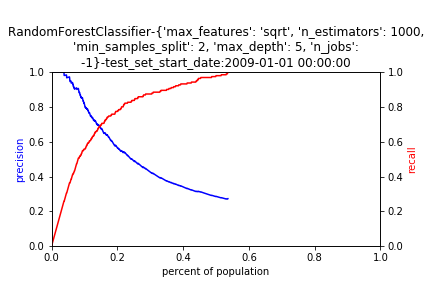 RandomForestClassifier-{'max_features': 'sqrt', 'n_estimators': 1000,
'min_samples_split': 2, 'max_depth': 5, 'n_jobs':
-1}-test_set_start_date:2009-01-01 00:00:00
1.0 1.0
0.8 0.8
0.6 0.6
precision recall
0.4 0.4
0.2 0.2
0.0 0.0
0.0 0.2 0.4 0.6 0.8 1.0
percent of population